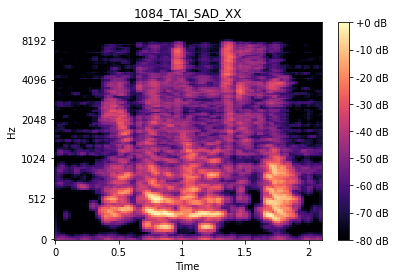 1084_TAI_SAD_XX
+0 dB
8192
-10 dB
4096
-20 dB
-30 dB
2048
Hz
-40 dB
1024
-50 dB
512
-60 dB
-70 dB
0
-80 dB
0 0.5 1 1.5 2
Time